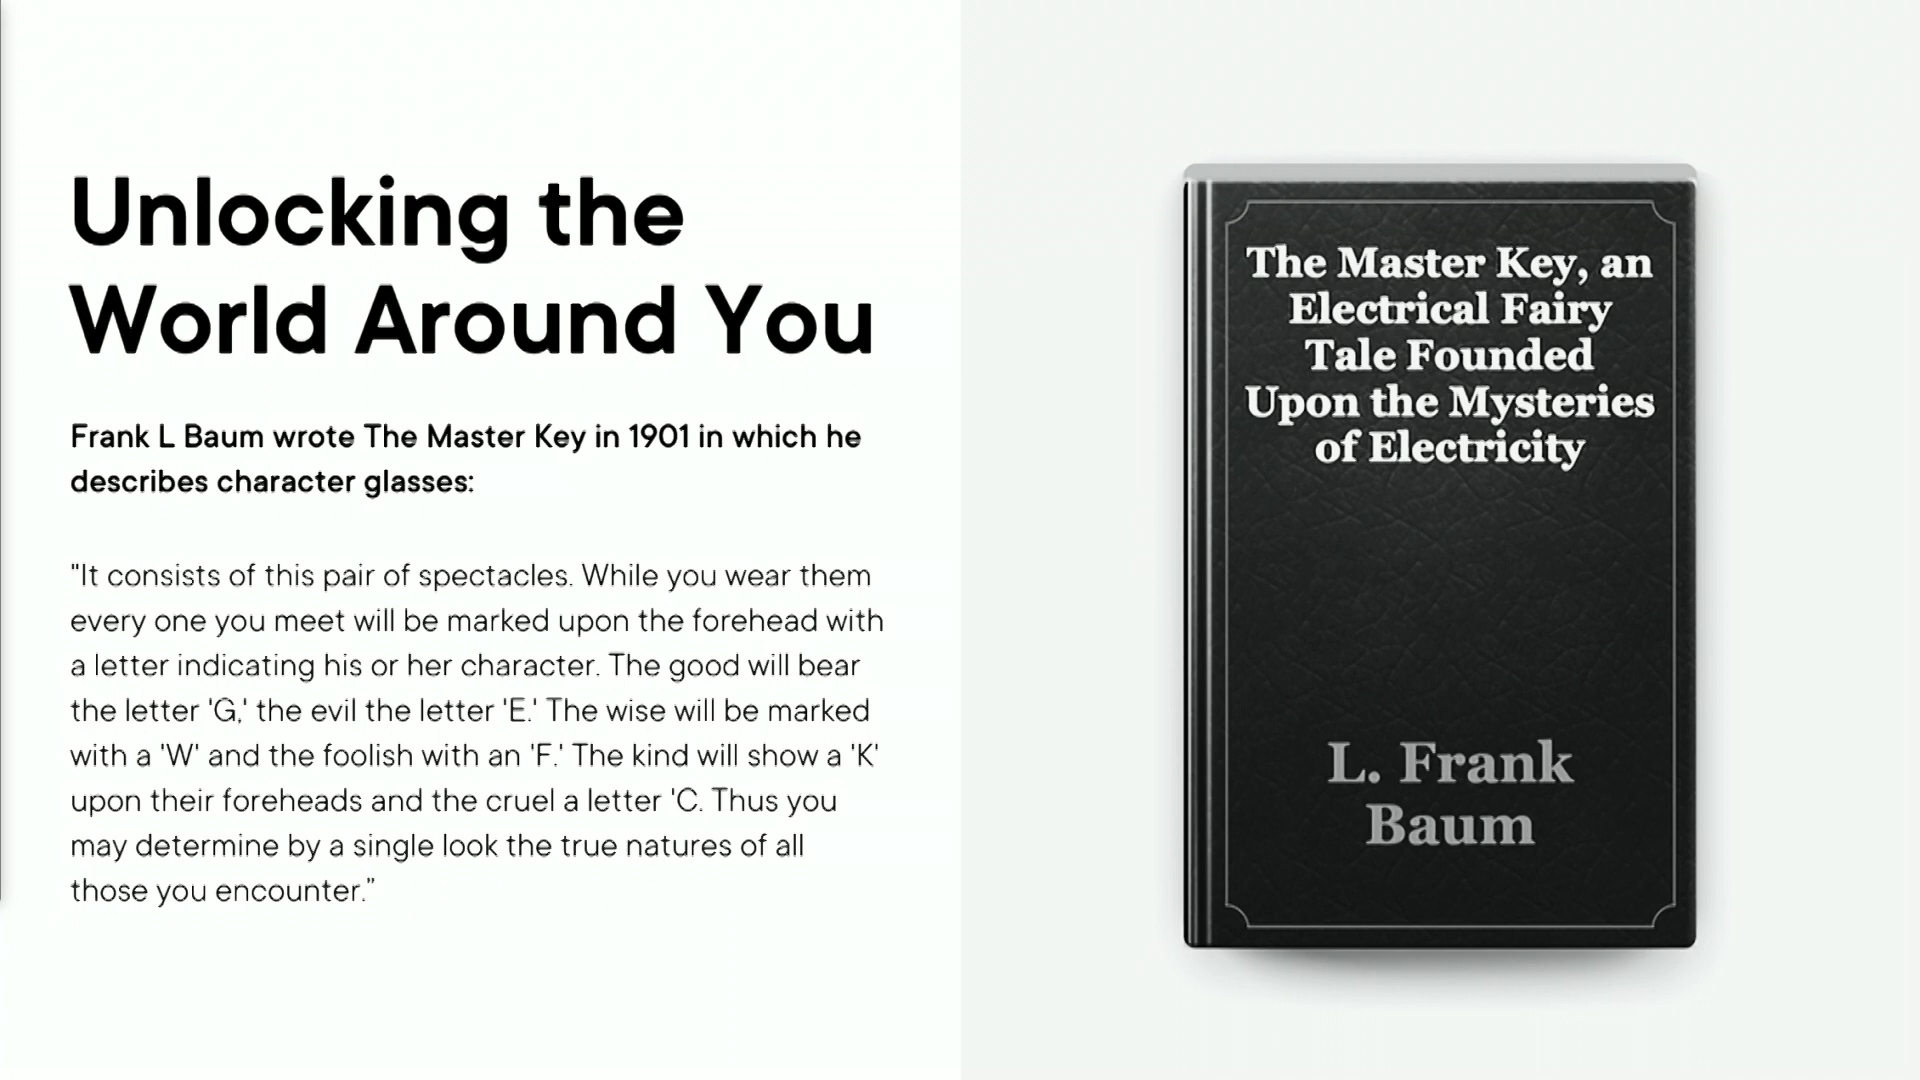 Unlocking the
World Around You
Frank L Baum wrote The Master Key in 1901 in which he
describes character glasses:
"It consists of this pair of spectacles. While you wear them
every one you meet will be marked upon the forehead with
a letter indicating his or her character. The good will bear
the letter 'G,' the evil the letter 'E.' The wise will be marked
with a 'W' and the foolish with an 'F.' The kind will show a 'K'
upon their foreheads and the cruel a letter 'C. Thus you
may determine by a single look the true natures of all
those you encounter.”
The Master Key, an
Electrical Fairy
Tale Founded
Upon the Mysteries
of Electricity
L. Frank
Baum